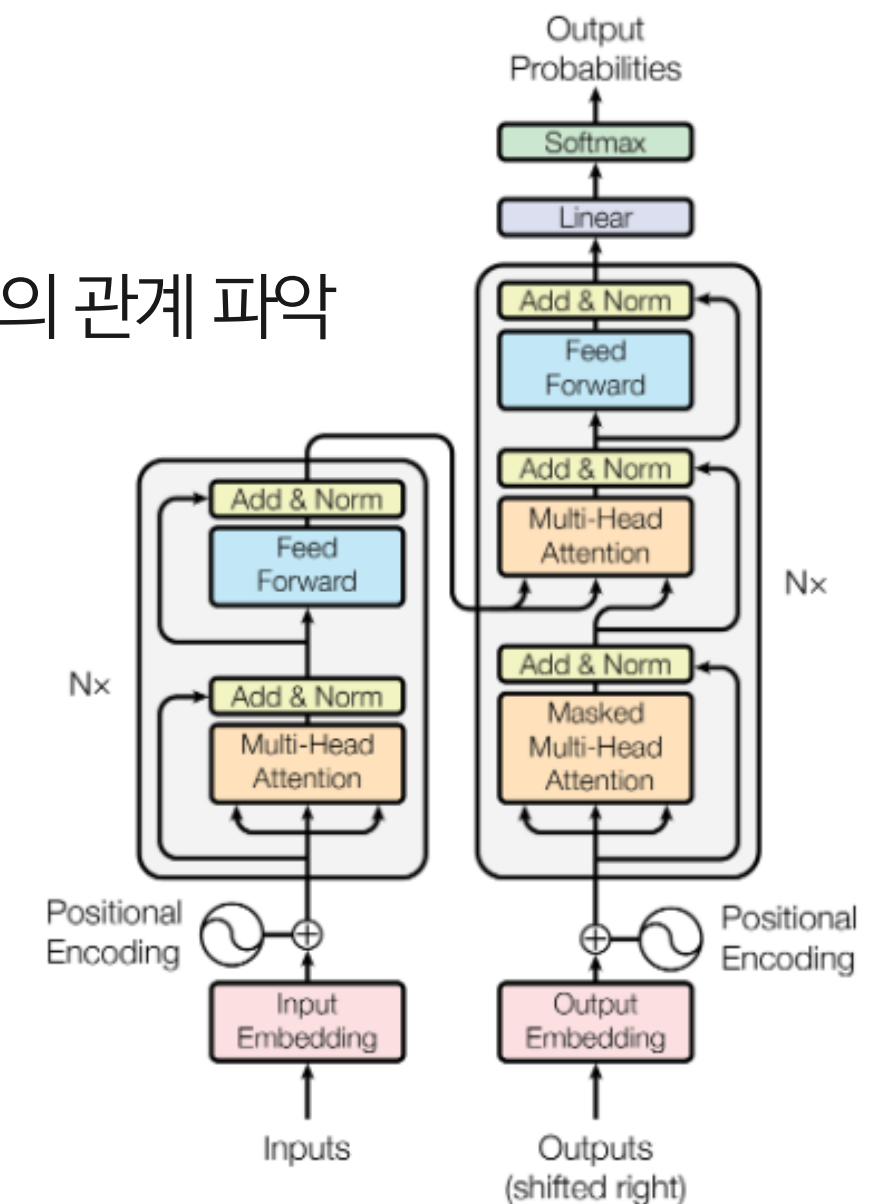 의 관계 파악
Output
Probabilities
Softmax
Linear
Add & Norm
Feed
Forward
Add & Norm
Multi-Head
Attention
Nx
Add & Norm
Masked
Multi-Head
Attention
Positional
Encoding
Output
Embedding
Outputs
(shifted right)
Add & Norm
Feed
Forward
Nx
Add & Norm
Multi-Head
Attention
Positional
Encoding
Input
Embedding
Inputs